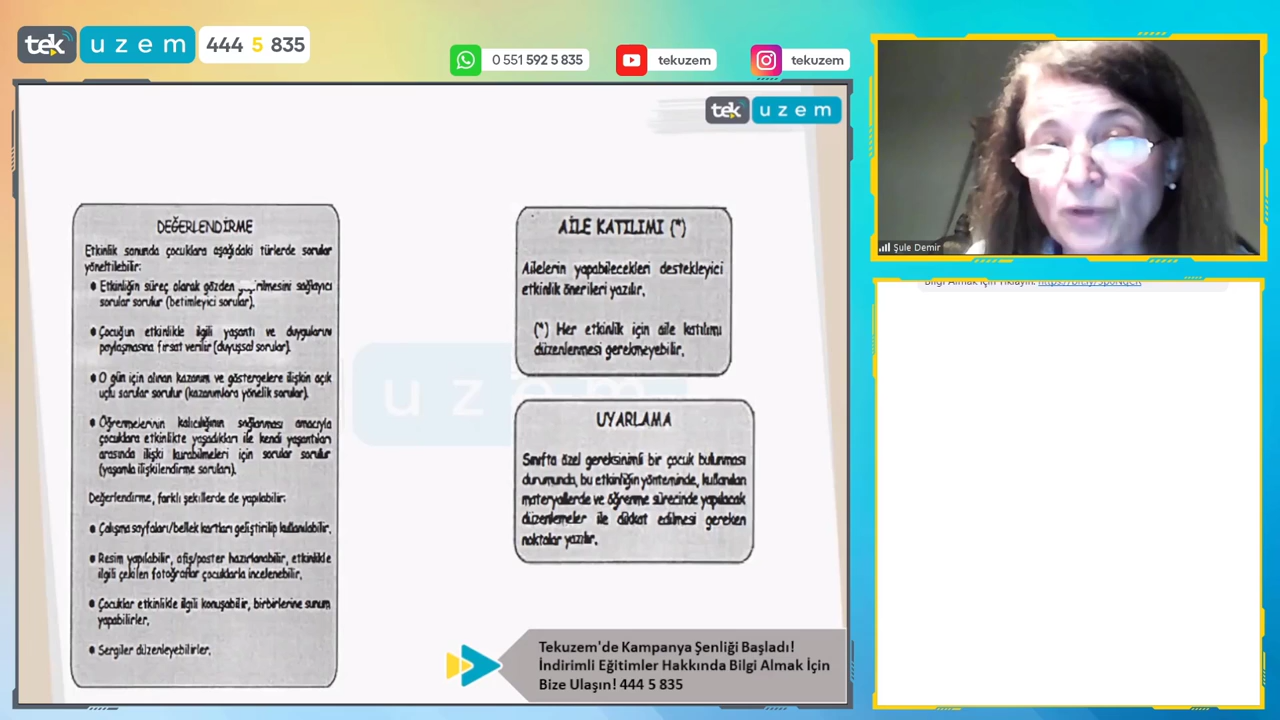 tek uzem 444 5 835
0 551 592 5 835
tekuzem
tekuzem
tek uzem
DEĞERLENDİRME
Etkinlik sonunda çocuklara aşağıdaki türlerde sorular
yöneltilebilir:
• Etkinliğin süreç olarak gözden rilmesini sağlayıcı
sorular sorulur (betimleyici sorular).
• Çocuğun etkinlikle ilgili yaşantı ve duygularını
paylaşmasına fırsat verilir (duyuşsal sorular).
• O gün için alınan kazanım ve göstergelere ilişkin açık
uçlu sorular sorulur (kazanımlara yönelik sorular).
• Öğrenmelerinin kalıcılığının sağlanması amacıyla
çocuklara etkinlikte yaşadıkları ile kendi yaşantıları
arasında ilişki kurabilmeleri için sorular sorulur
(yaşamla ilişkilendirme soruları).
Değerlendirme, farklı şekillerde de yapılabilir:
• Çalışma sayfaları/bellek kartları geliştirilip kullanılabilir.
• Resim yapılabilir, afiş/poster hazırlanabilir, etkinlikle
ilgili çekilen fotoğraflar çocuklarla incelenebilir.
• Çocuklar etkinlikle ilgili konuşabilir, birbirlerine sunum
yapabilirler.
• Sergiler düzenleyebilirler.
AİLE KATILIMI (*)
Ailelerin yapabilecekleri destekleyici
etkinlik önerileri yazılır.
(*) Her etkinlik için aile katılımı
düzenlenmesi gerekmeyebilir.
uzem
UYARLAMA
Sınıfta özel gereksinimli bir çocuk bulunması
durumunda, bu etkinliğin yönteminde, kullanılan
materyallerde ve öğrenme sürecinde yapılacak
düzenlemeler ile dikkat edilmesi gereken
noktalar yazılır.
Tekuzem'de Kampanya Şenliği Başladı!
İndirimli Eğitimler Hakkında Bilgi Almak İçin
Bize Ulaşın! 444 5 835
Şule Demir
Bilgi Almak İçin Tıklayın: